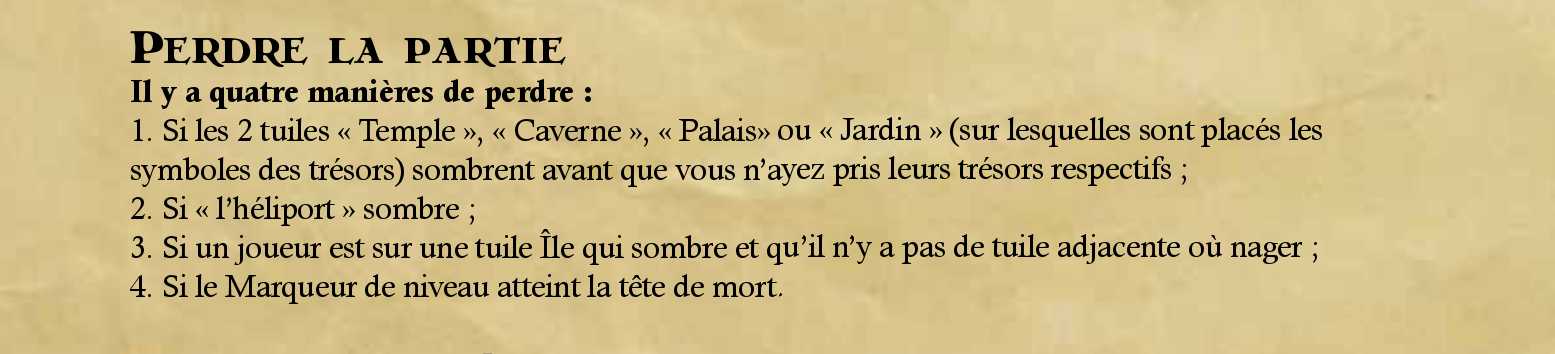 PERDRE LA PARTIE
Il y a quatre manières de perdre :
1. Si les 2 tuiles « Temple », « Caverne », « Palais» ou « Jardin » (sur lesquelles sont placés les
symboles des trésors) sombrent avant que vous n’ayez pris leurs trésors respectifs ;
2. Si « l’héliport » sombre ;
3. Si un joueur est sur une tuile Île qui sombre et qu’il n’y a pas de tuile adjacente où nager ;
4. Si le Marqueur de niveau atteint la tête de mort.